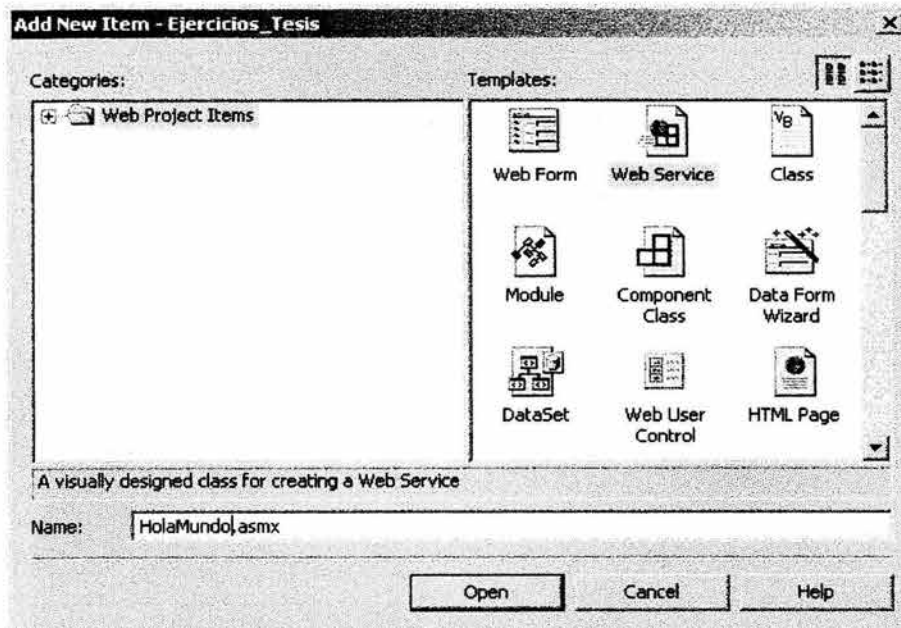 Add New Item - Ejercicios_Tesis
Categories:
Templates:
Web Project Items
Web Form
Web Service
VB
Class
Module
Component
Class
Data Form
Wizard
DataSet
Web User
Control
HTML Page
A visually designed class for creating a Web Service
Name:
HolaMundo.asmx
Open
Cancel
Help